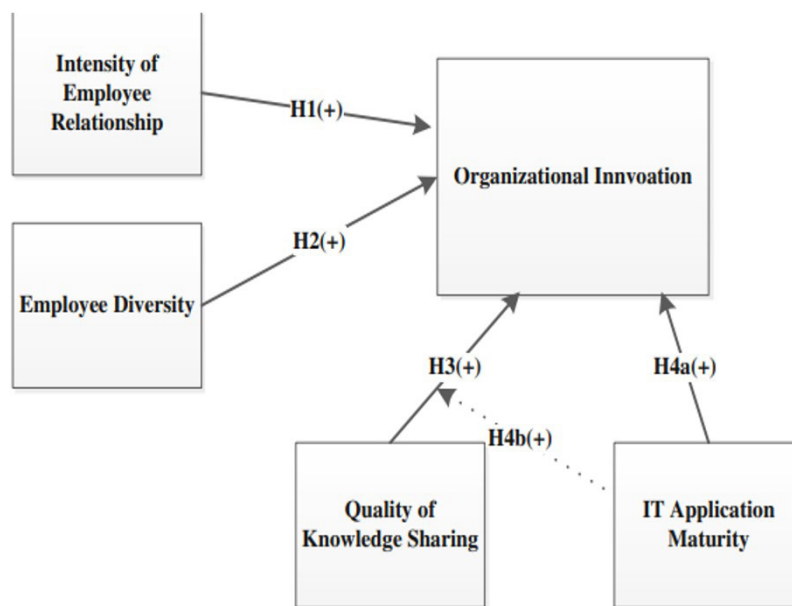 Intensity of
Employee
Relationship
H1(+)
Organizational Innvoation
H2(+)
Employee Diversity
H3(+)
H4a(+)
H4b(+)
Quality of
Knowledge Sharing
IT Application
Maturity